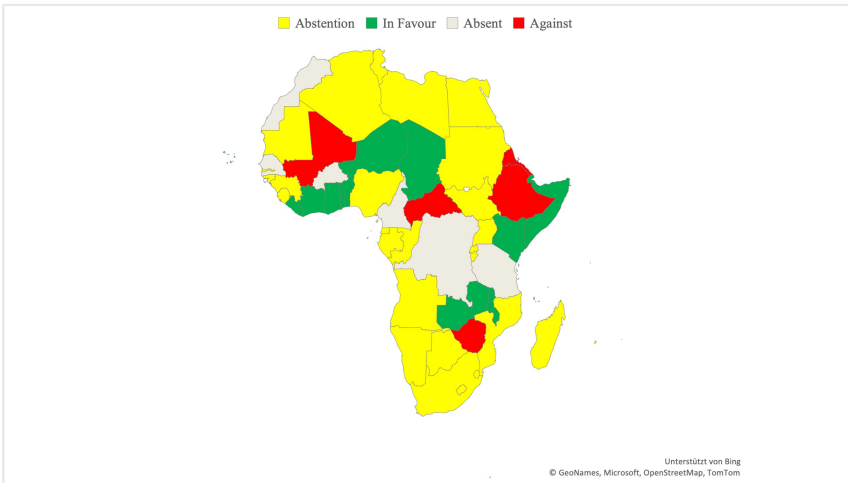 Abstention In Favour Absent Against
Unterstützt von Bing
© GeoNames, Microsoft, OpenStreetMap, TomTom